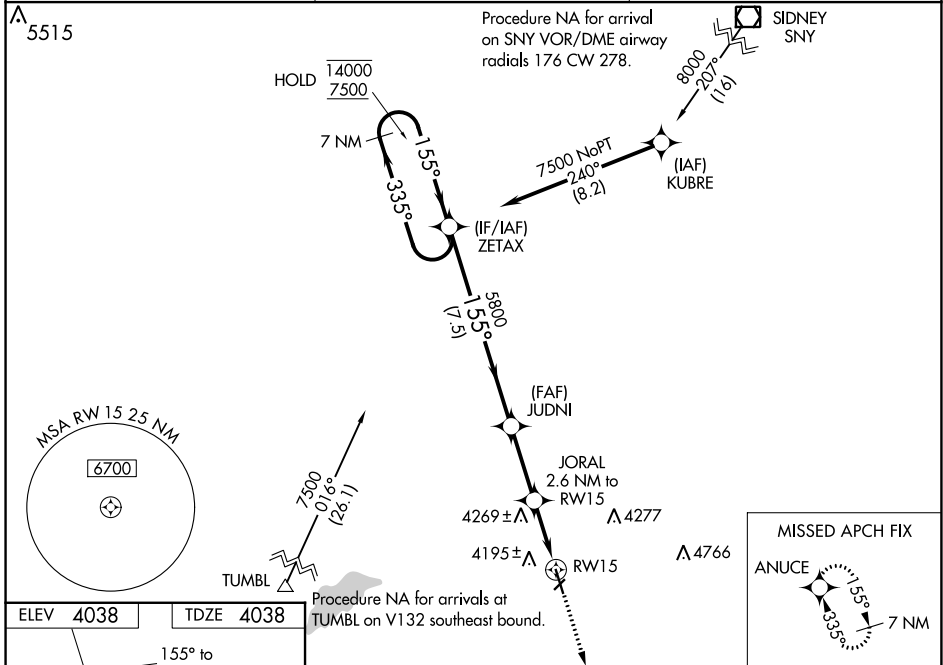 5515
Procedure NA for arrival
on SNY VOR/DME airway
radials 176 CW 278.
SIDNEY
SNY
8000
207°
(16)
HOLD
14000
7500
7 NM
155°
335°
7500 NoPT
240°
(8.2)
(IAF)
KUBRE
(IF/IAF)
ZETAX
5800
155°
(7.5)
(FAF)
JUDNI
MSA RW 15 25 NM
6700
7500
016°
(26.1)
JORAL
2.6 NM to
RW15
4269±
4277
4195±
RW15
4766
TUMBL
Procedure NA for arrivals at
TUMBL on V132 southeast bound.
MISSED APCH FIX
ANUCE
155°
335°
7 NM
ELEV 4038
TDZE 4038
155° to